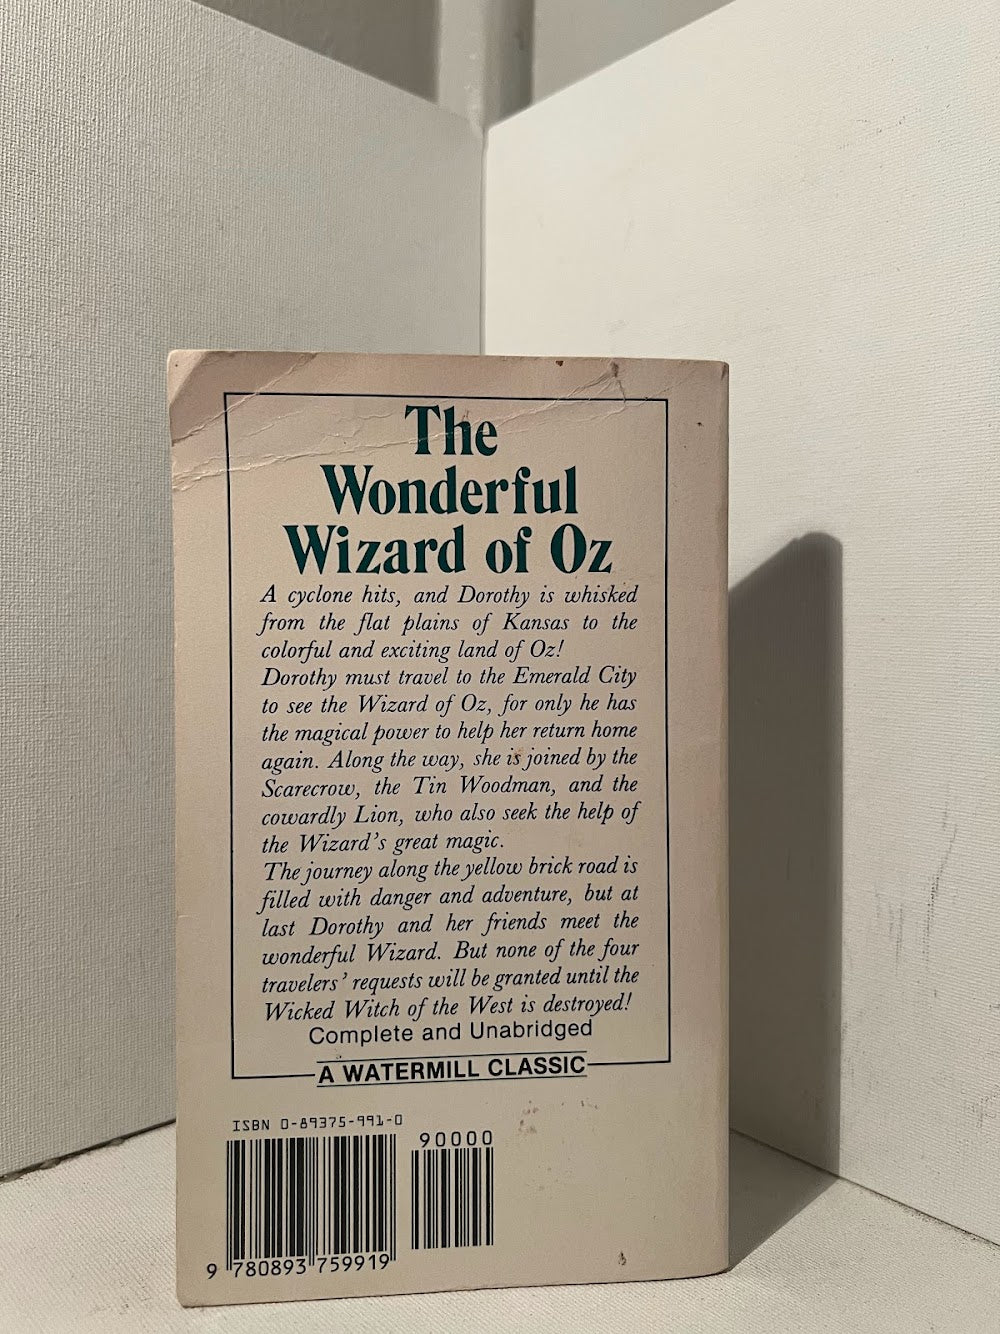 The
Wonderful
Wizard of Oz
A cyclone hits, and Dorothy is whisked
from the flat plains of Kansas to the
colorful and exciting land of Oz!
Dorothy must travel to the Emerald City
to see the Wizard of Oz, for only he has
the magical power to help her return home
again. Along the way, she is joined by the
Scarecrow, the Tin Woodman, and the
cowardly Lion, who also seek the help of
the Wizard's great magic.
The journey along the yellow brick road is
filled with danger and adventure, but at
last Dorothy and her friends meet the
wonderful Wizard. But none of the four
travelers' requests will be granted until the
Wicked Witch of the West is destroyed!
Complete and Unabridged
A WATERMILL CLASSIC
ISBN 0-89375-991-0
90000
9 780893 759919